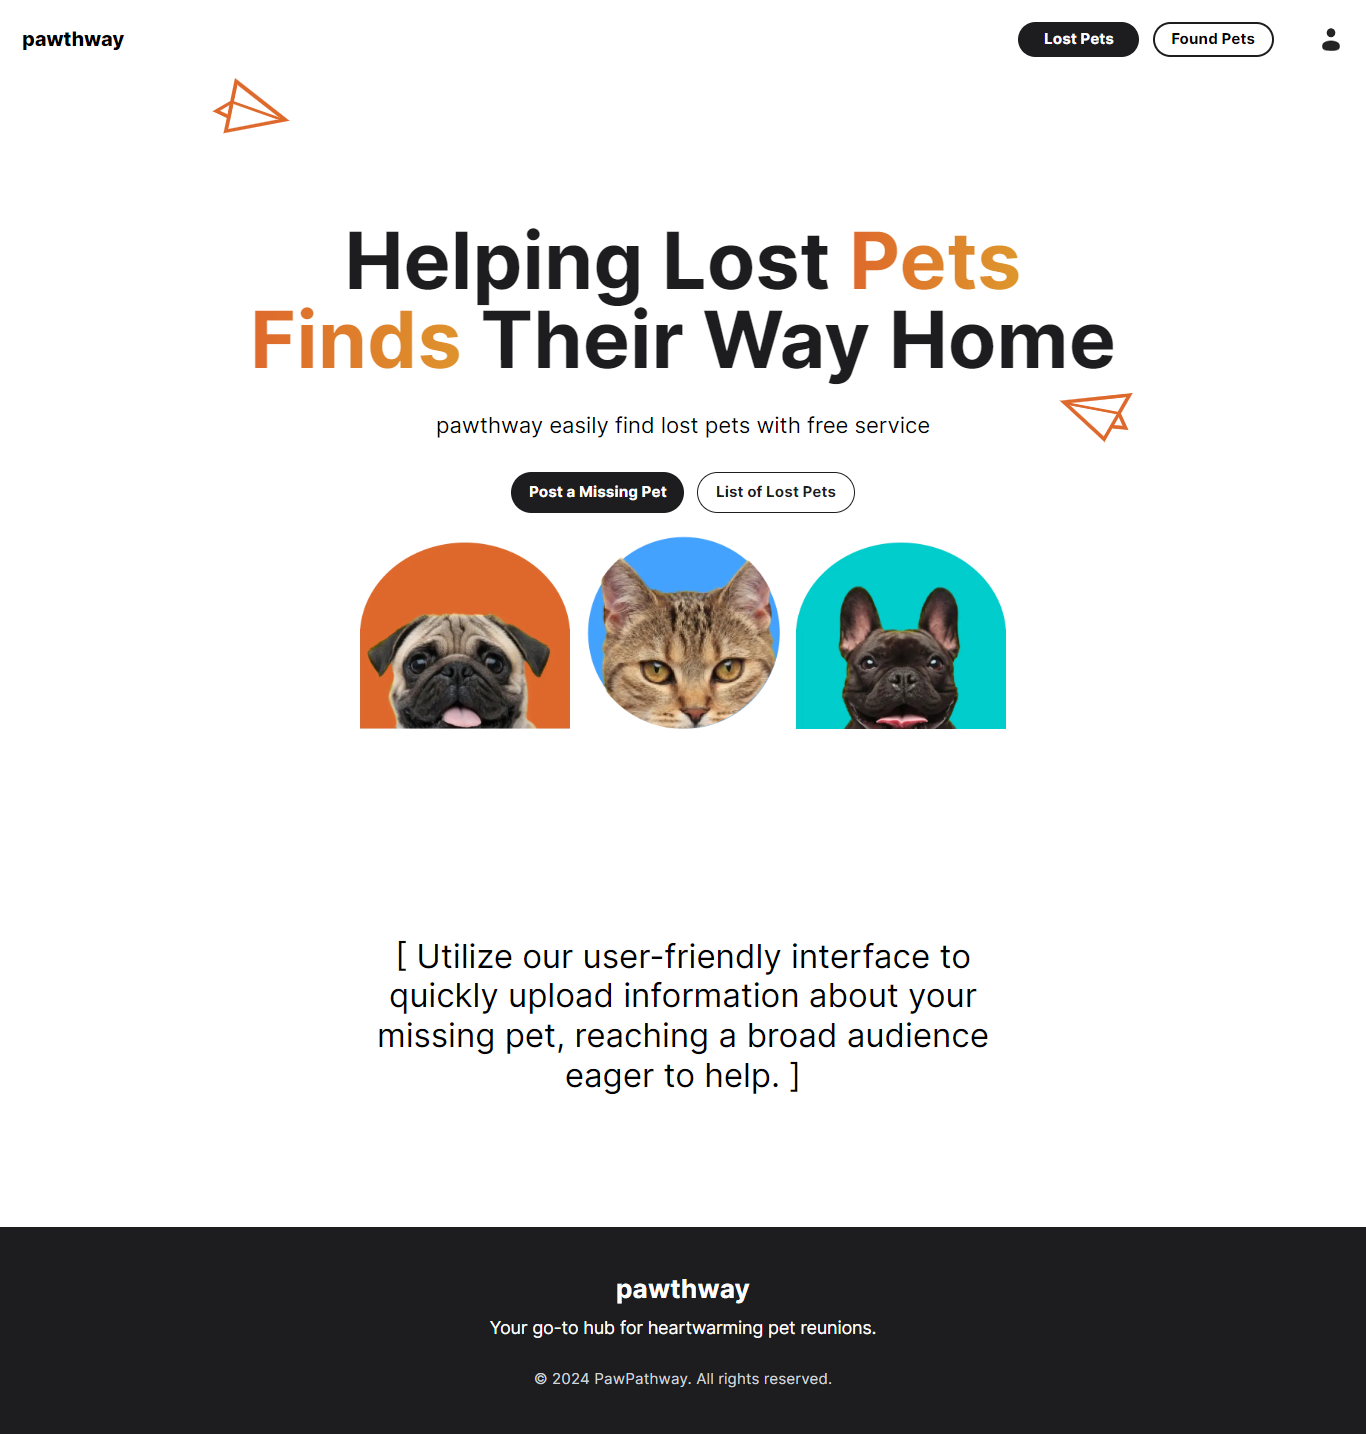 pawthway
Lost Pets
Found Pets
Helping Lost Pets
Finds Their Way Home
pawthway easily find lost pets with free service
Post a Missing Pet
List of Lost Pets
[ Utilize our user-friendly interface to
quickly upload information about your
missing pet, reaching a broad audience
eager to help. ]
pawthway
Your go-to hub for heartwarming pet reunions.
© 2024 PawPathway. All rights reserved.